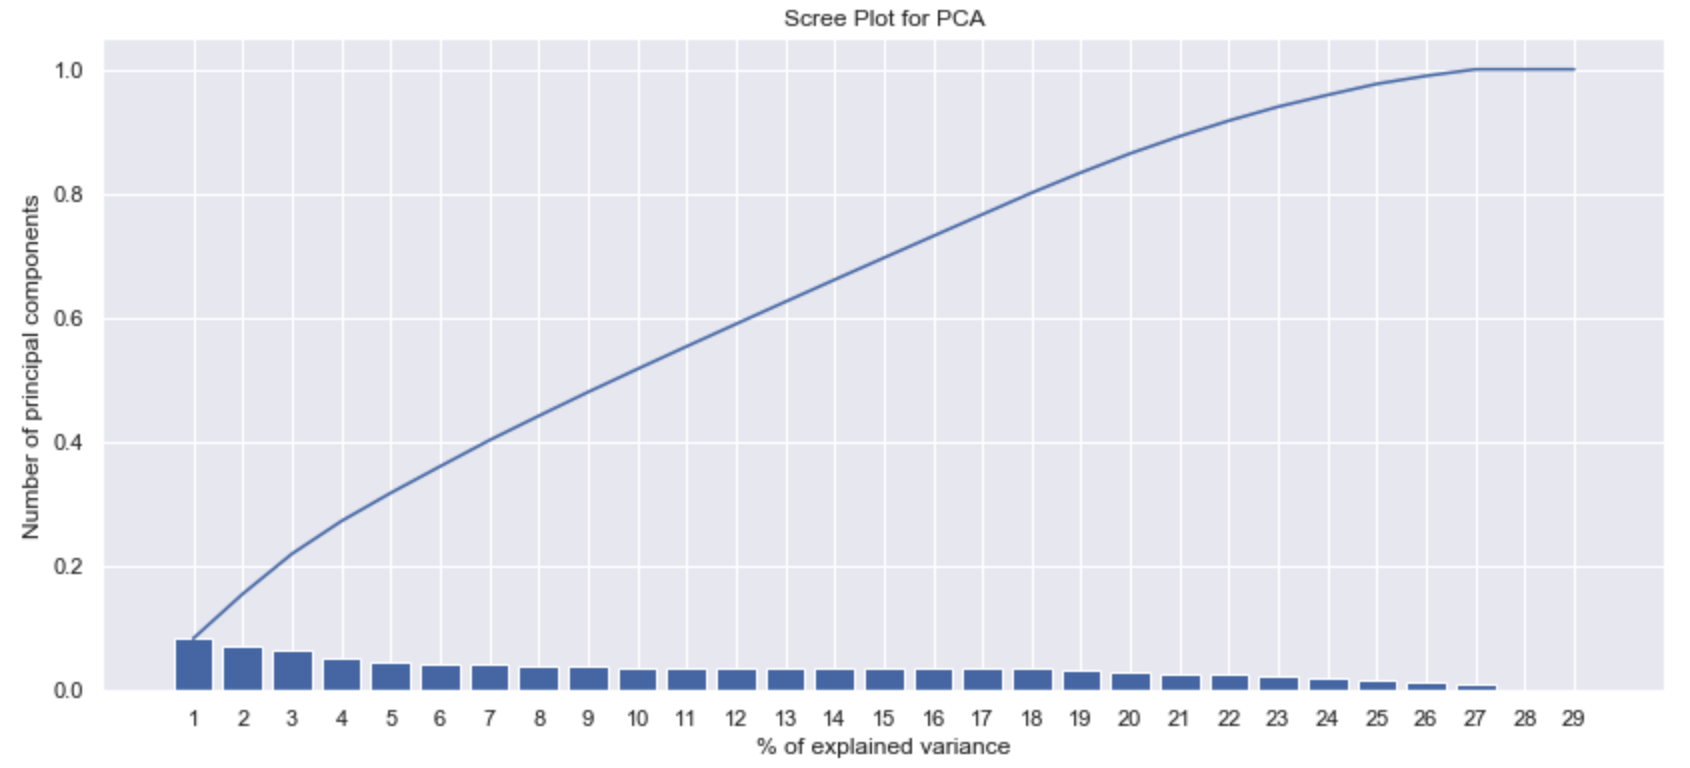 Scree Plot for PCA
Number of principal components
1.0
0.8
0.6
0.4
0.2
0.0
1 2 3 4 5 6 7 8 9 10 11 12 13 14 15 16 17 18 19 20 21 22 23 24 25 26 27 28 29
% of explained variance